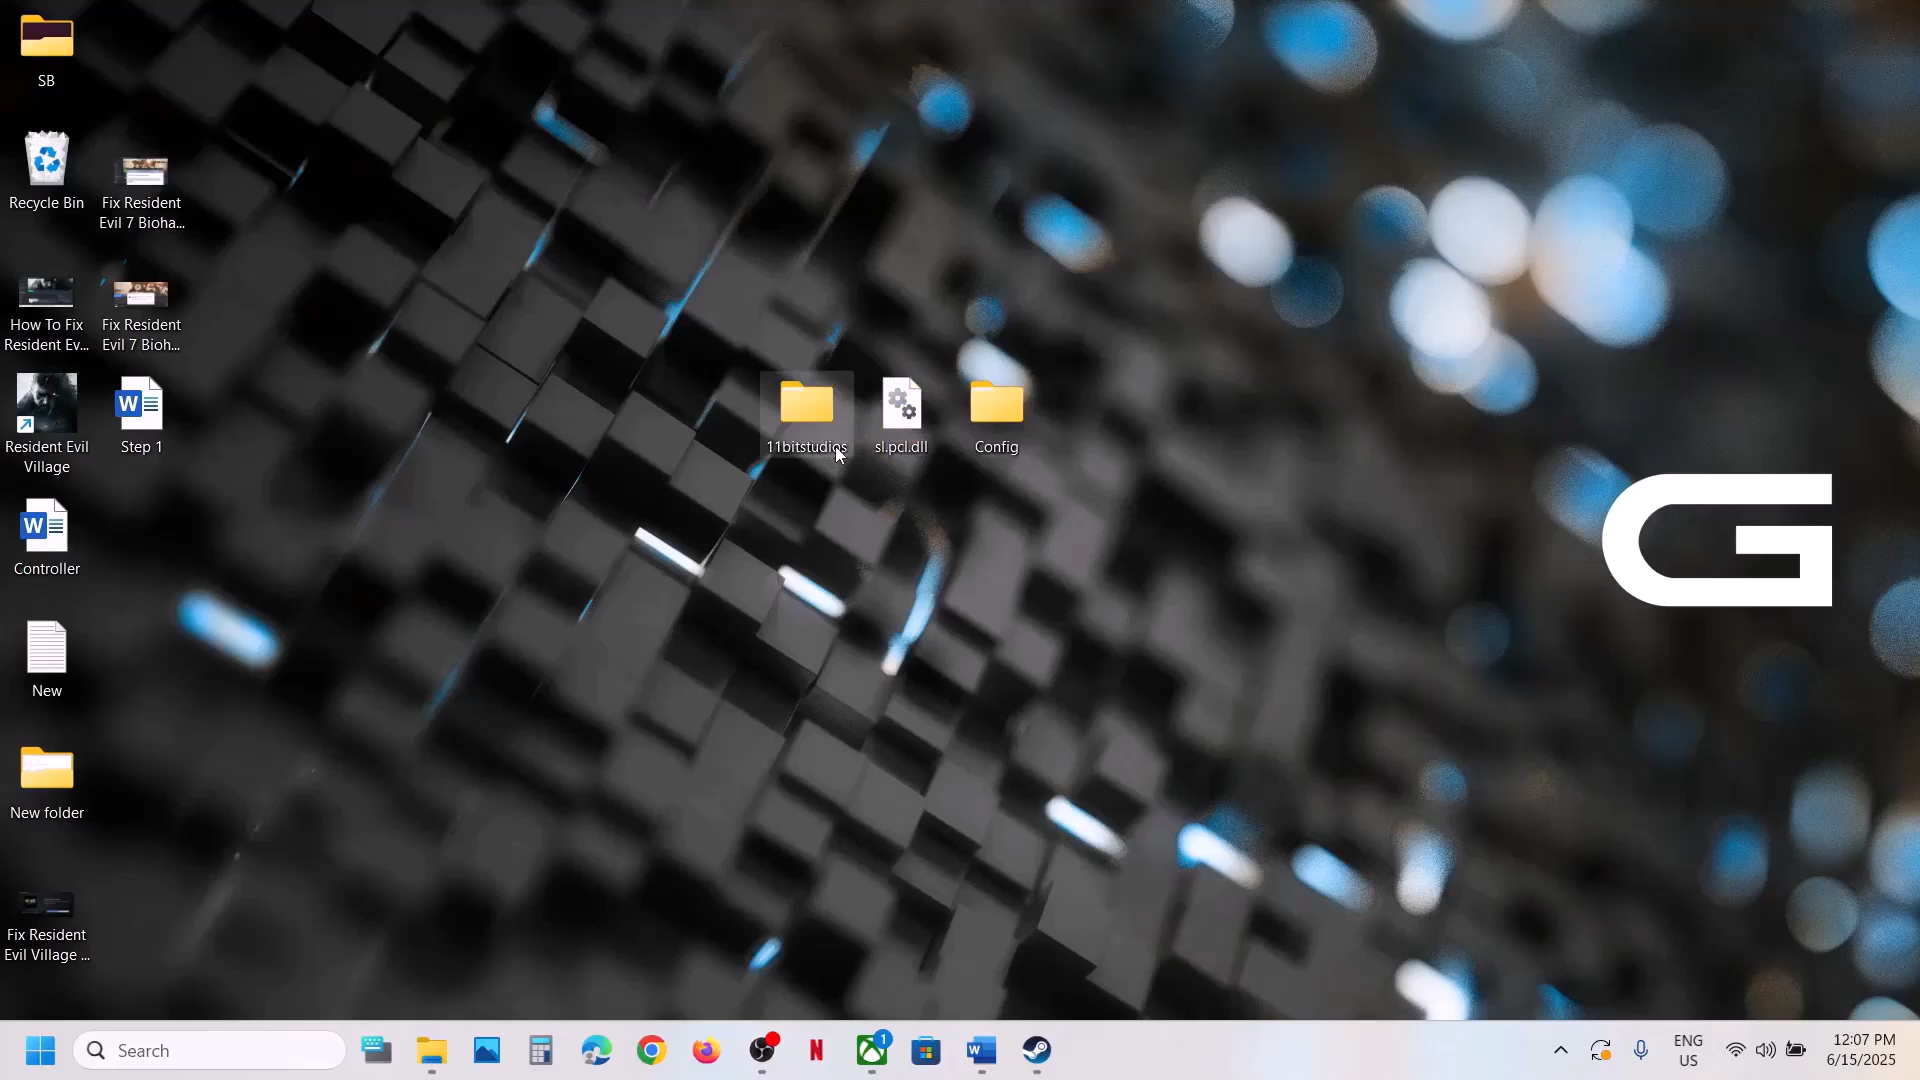 SB
Recycle Bin
Fix Resident
Evil 7 Bioha...
How To Fix
Resident Ev...
Fix Resident
Evil 7 Bioh...
Resident Evil
Village
Step 1
11bitstudios
sl.pcl.dll
Config
Controller
New
New folder
Fix Resident
Evil Village ...
G
Search
1
ENG
US
12:07 PM
6/15/2025